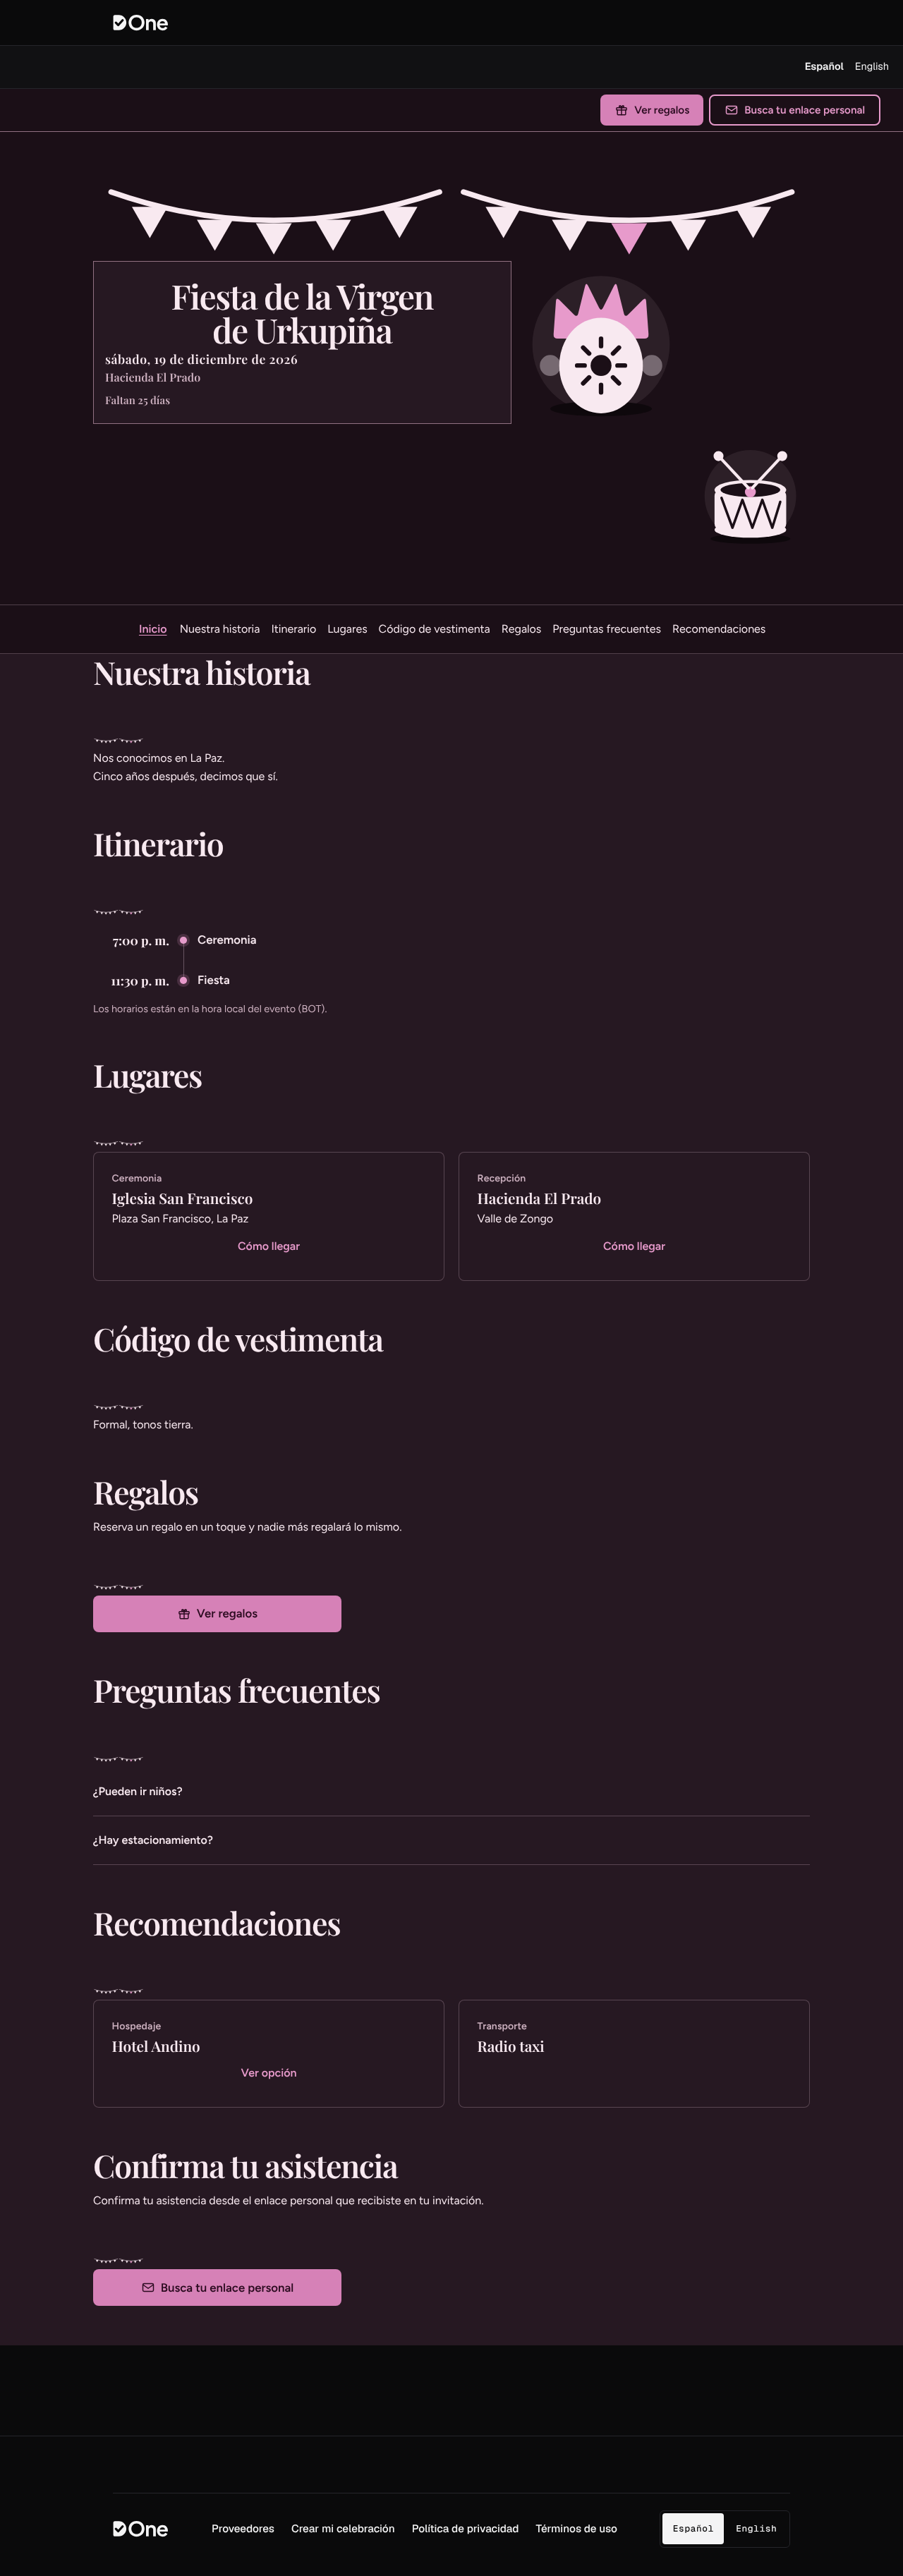 DOne
Español English
Ver regalos Busca tu enlace personal
Fiesta de la Virgen
de Urkupiña
sábado, 19 de diciembre de 2026
Hacienda El Prado
Faltan 25 días
Inicio Nuestra historia Itinerario Lugares Código de vestimenta Regalos Preguntas frecuentes Recomendaciones
Nuestra historia
Nos conocimos en La Paz.
Cinco años después, decimos que sí.
Itinerario
7:00 p. m. Ceremonia
11:30 p. m. Fiesta
Los horarios están en la hora local del evento (BOT).
Lugares
Ceremonia
Iglesia San Francisco
Plaza San Francisco, La Paz
Cómo llegar
Recepción
Hacienda El Prado
Valle de Zongo
Cómo llegar
Código de vestimenta
Formal, tonos tierra.
Regalos
Reserva un regalo en un toque y nadie más regalará lo mismo.
Ver regalos
Preguntas frecuentes
¿Pueden ir niños?
¿Hay estacionamiento?
Recomendaciones
Hospedaje
Hotel Andino
Ver opción
Transporte
Radio taxi
Confirma tu asistencia
Confirma tu asistencia desde el enlace personal que recibiste en tu invitación.
Busca tu enlace personal
DOne Proveedores Crear mi celebración Política de privacidad Términos de uso Español English